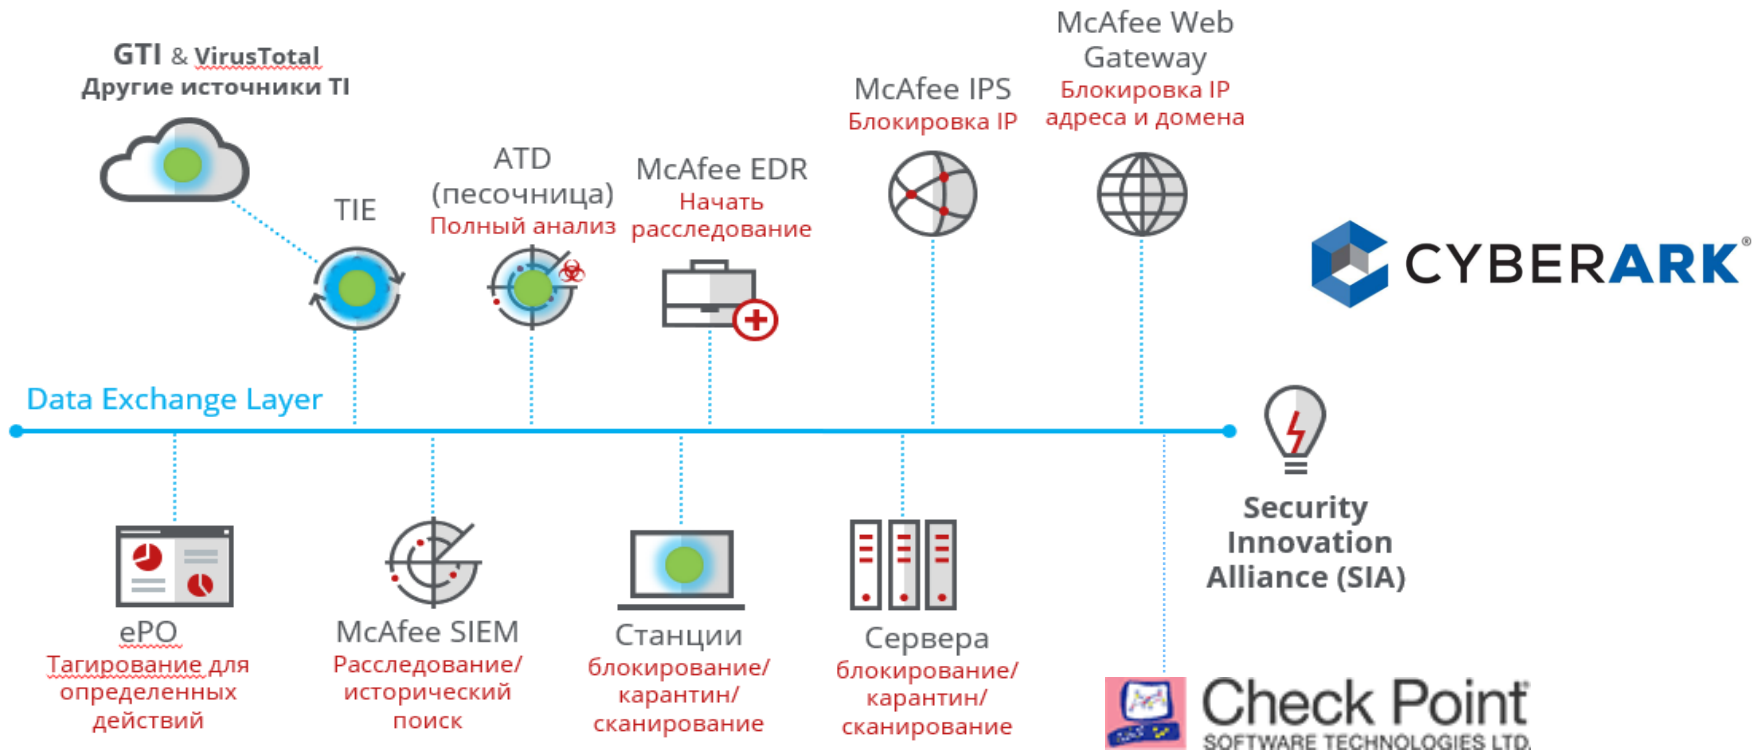 GTI & VirusTotal
Другие источники TI
TIE
ATD
(песочница)
Полный анализ
McAfee EDR
Начать
расследование
McAfee IPS
Блокировка IP
McAfee Web
Gateway
Блокировка IP
адреса и домена
CYBERARK®
Data Exchange Layer
Security
Innovation
Alliance (SIA)
ePO
Тагирование для
определенных
действий
McAfee SIEM
Расследование/
исторический
поиск
Станции
блокирование/
карантин/
сканирование
Сервера
блокирование/
карантин/
сканирование
Check Point
SOFTWARE TECHNOLOGIES LTD.